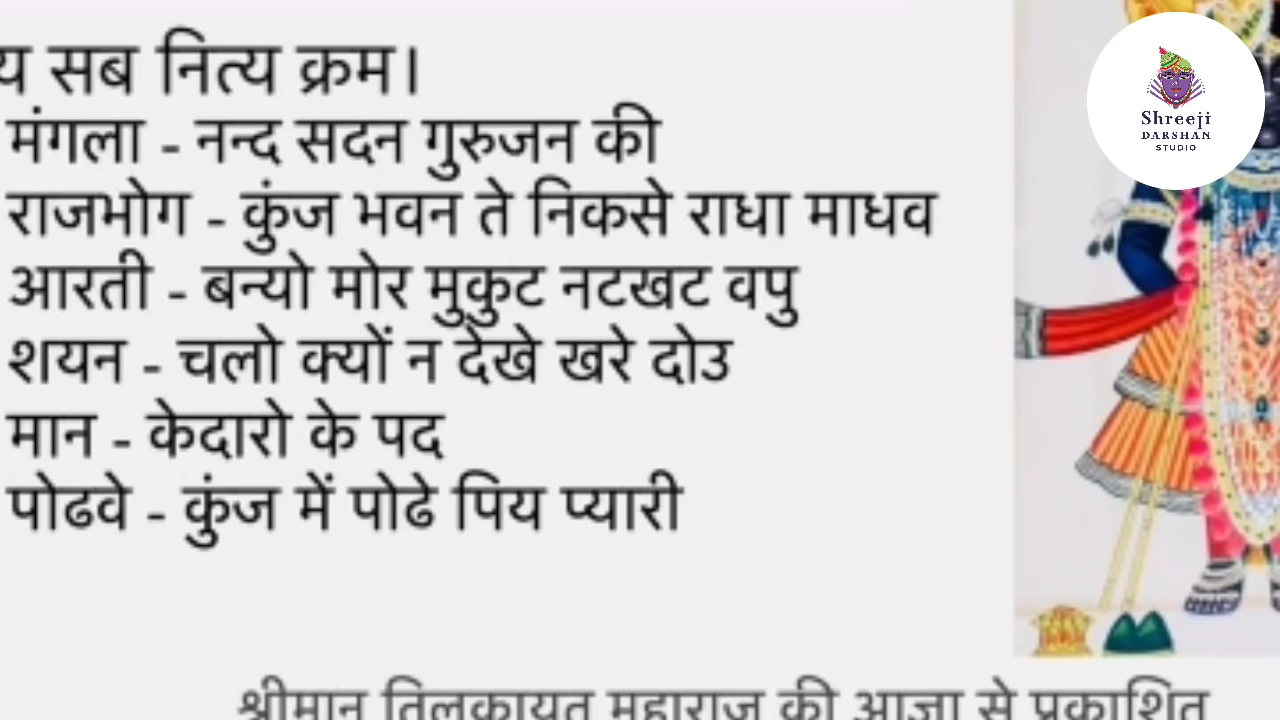 य सब नित्य क्रम।
मंगला - नन्द सदन गुरुजन की
राजभोग - कुंज भवन ते निकसे राधा माधव
आरती - बन्यो मोर मुकुट नटखट वपु
शयन - चलो क्यों न देखे खरे दोउ
मान - केदारो के पद
पोढवे - कुंज में पोढे पिय प्यारी
श्रीमान तिलकायत महाराज की आज्ञा से प्रकाशित
Shreeji
DARSHAN
STUDIO